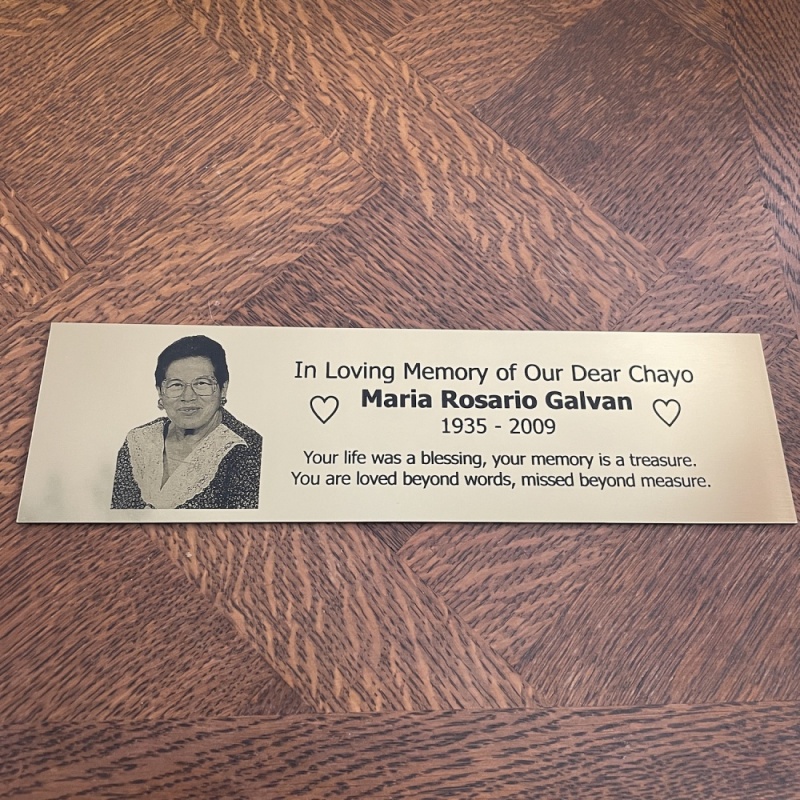 In Loving Memory of Our Dear Chayo
Maria Rosario Galvan
1935 - 2009
Your life was a blessing, your memory is a treasure.
You are loved beyond words, missed beyond measure.